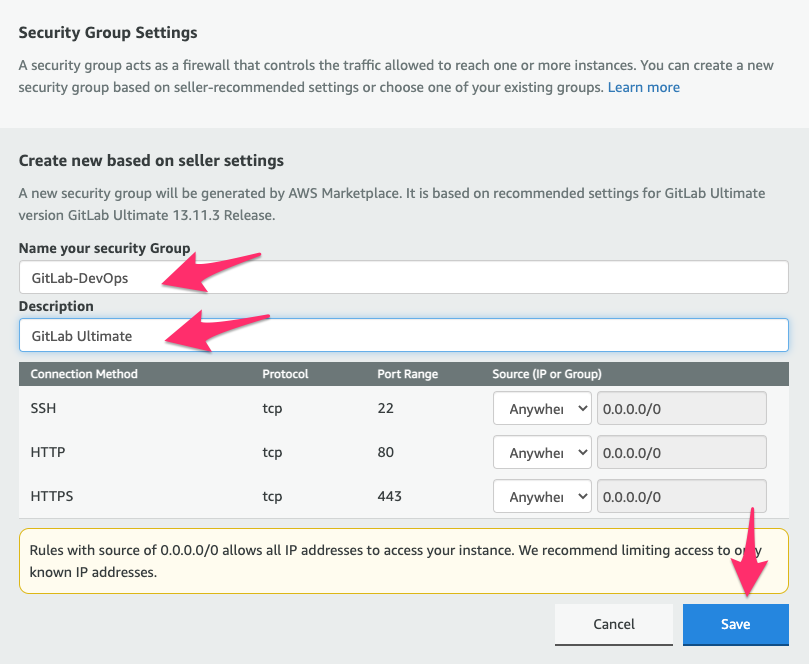 Security Group Settings
A security group acts as a firewall that controls the traffic allowed to reach one or more instances. You can create a new
security group based on seller-recommended settings or choose one of your existing groups. Learn more
Create new based on seller settings
A new security group will be generated by AWS Marketplace. It is based on recommended settings for GitLab Ultimate
version GitLab Ultimate 13.11.3 Release.
Name your security Group
GitLab-DevOps
Description
GitLab Ultimate
Connection Method Protocol Port Range Source (IP or Group)
SSH tcp 22 Anywher 0.0.0.0/0
HTTP tcp 80 Anywher 0.0.0.0/0
HTTPS tcp 443 Anywher 0.0.0.0/0
Rules with source of 0.0.0.0/0 allows all IP addresses to access your instance. We recommend limiting access to only
known IP addresses.
Cancel Save